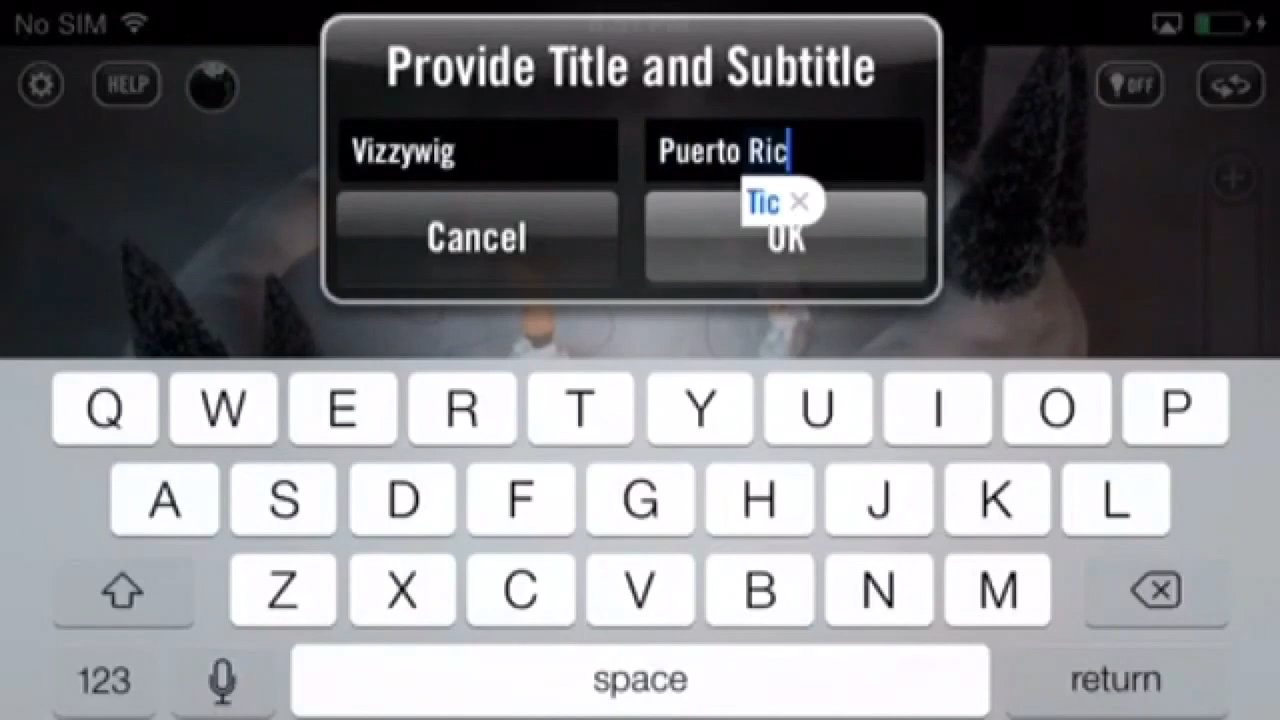 No SIM
Provide Title and Subtitle
HELP
OFF
Vizzywig
Puerto Ric
Tic ×
Cancel
OK
Q W E R T Y U I O P
A S D F G H J K L
Z X C V B N M
123
space
return